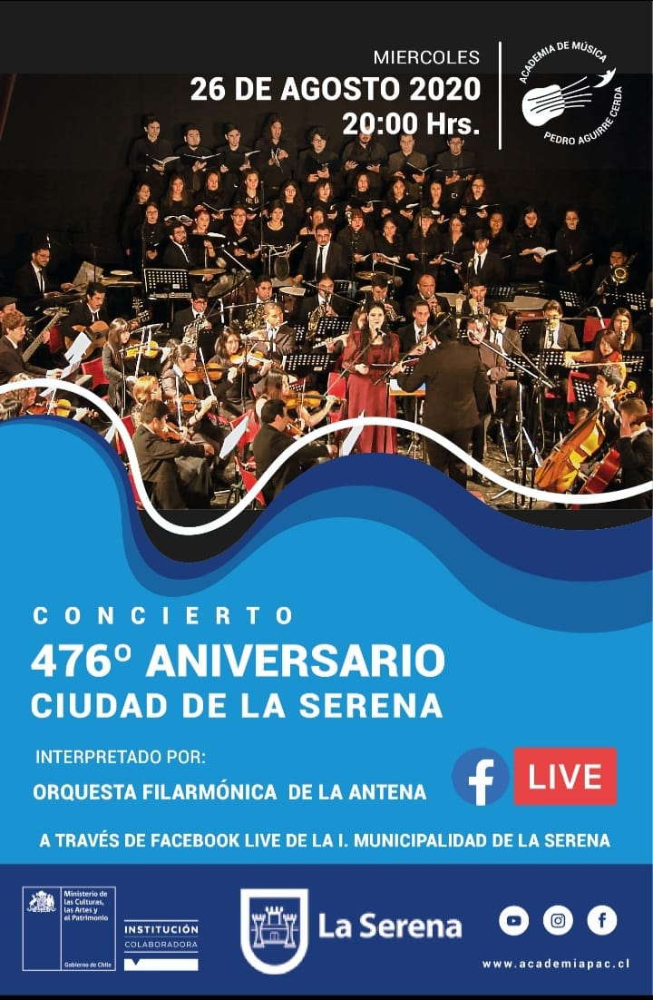 MIERCOLES
26 DE AGOSTO 2020
20:00 Hrs.
ACADEMIA DE MÚSICA
PEDRO AGUIRRE CERDA
CONCIERTO
476º ANIVERSARIO
CIUDAD DE LA SERENA
INTERPRETADO POR:
ORQUESTA FILARMÓNICA DE LA ANTENA
f LIVE
A TRAVÉS DE FACEBOOK LIVE DE LA I. MUNICIPALIDAD DE LA SERENA
Ministerio de
las Culturas,
las Artes y
el Patrimonio
Gobierno de Chile
INSTITUCIÓN
COLABORADORA
La Serena
www.academiapac.cl